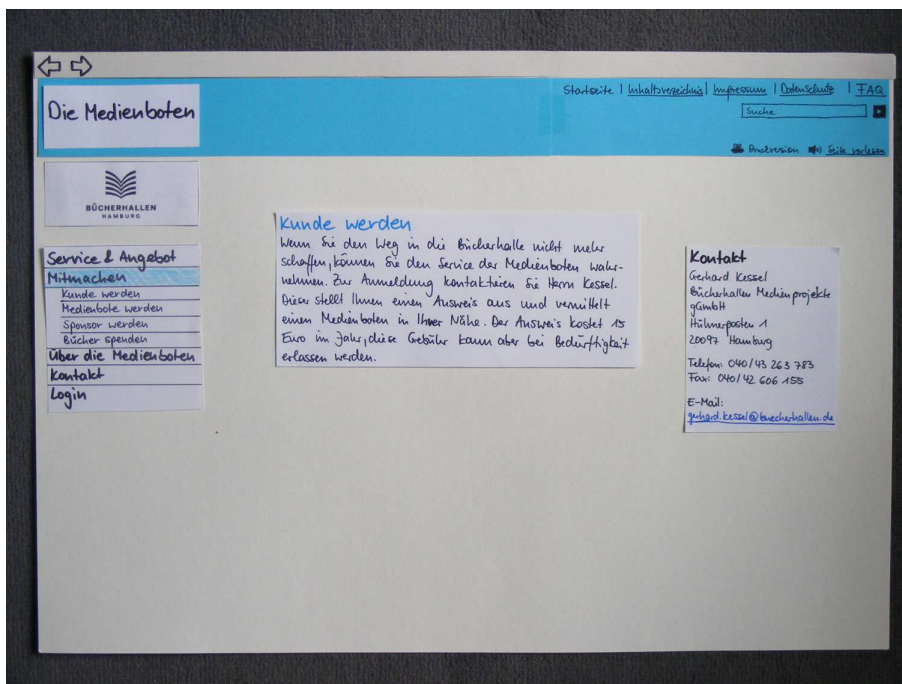 Die Medienboten
Startseite | Inhaltsverzeichnis | Impressum | Datenschutz | FAQ
Suche
Druckversion Seite vorlesen
BÜCHERHALLEN
HAMBURG
Service & Angebot
Mitmachen
Kunde werden
Medienbote werden
Sponsor werden
Bücher spenden
Über die Medienboten
Kontakt
Login
Kunde werden
Wenn Sie den Weg in die Bücherhalle nicht mehr
schaffen, können Sie den Service der Medienboten wahr-
nehmen. Zur Anmeldung kontaktieren Sie Herrn Kessel.
Dieser stellt Ihnen einen Ausweis aus und vermittelt
einen Medienboten in Ihrer Nähe. Der Ausweis kostet 15
Euro im Jahr, diese Gebühr kann aber bei Bedürftigkeit
erlassen werden.
Kontakt
Gerhard Kessel
Bücherhallen Medienprojekte
gGmbH
Hühnerposten 1
20097 Hamburg
Telefon: 040/43 263 783
Fax: 040/42 606 155
E-Mail:
gerhard.kessel@buecherhallen.de